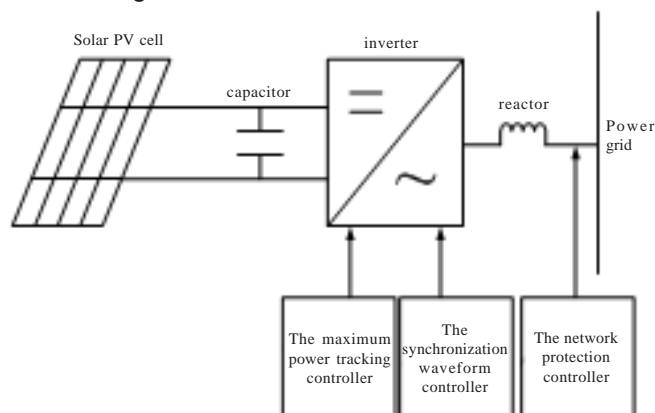 Solar PV cell
inverter
capacitor
reactor
Power
grid
The maximum
power tracking
controller
The
synchronization
waveform
controller
The network
protection
controller